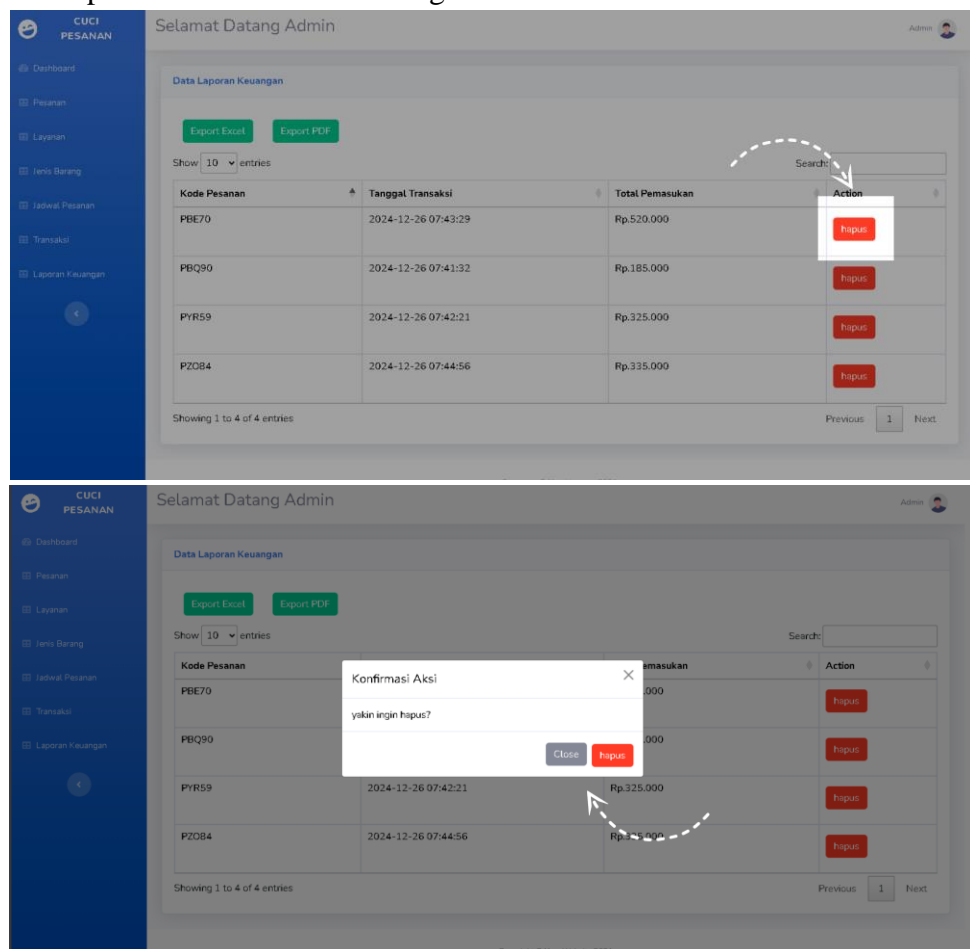 CUCI
PESANAN
Selamat Datang Admin
Admin
Dashboard
Pesanan
Layanan
Jenis Barang
Jadwal Pesanan
Transaksi
Laporan Keuangan
Data Laporan Keuangan
Export Excel Export PDF
Show 10 entries Search:
Kode Pesanan Tanggal Transaksi Total Pemasukan Action
PBE70 2024-12-26 07:43:29 Rp.520.000 hapus
PBQ90 2024-12-26 07:41:32 Rp.185.000 hapus
PYR59 2024-12-26 07:42:21 Rp.325.000 hapus
PZO84 2024-12-26 07:44:56 Rp.335.000 hapus
Showing 1 to 4 of 4 entries Previous 1 Next
CUCI
PESANAN
Selamat Datang Admin
Admin
Dashboard
Pesanan
Layanan
Jenis Barang
Jadwal Pesanan
Transaksi
Laporan Keuangan
Data Laporan Keuangan
Export Excel Export PDF
Show 10 entries Search:
Kode Pesanan emasukan Action
PBE70 .000 hapus
PBQ90 .000 hapus
Konfirmasi Aksi
yakin ingin hapus?
Close hapus
PYR59 2024-12-26 07:42:21 Rp.325.000 hapus
PZO84 2024-12-26 07:44:56 hapus
Showing 1 to 4 of 4 entries Previous 1 Next